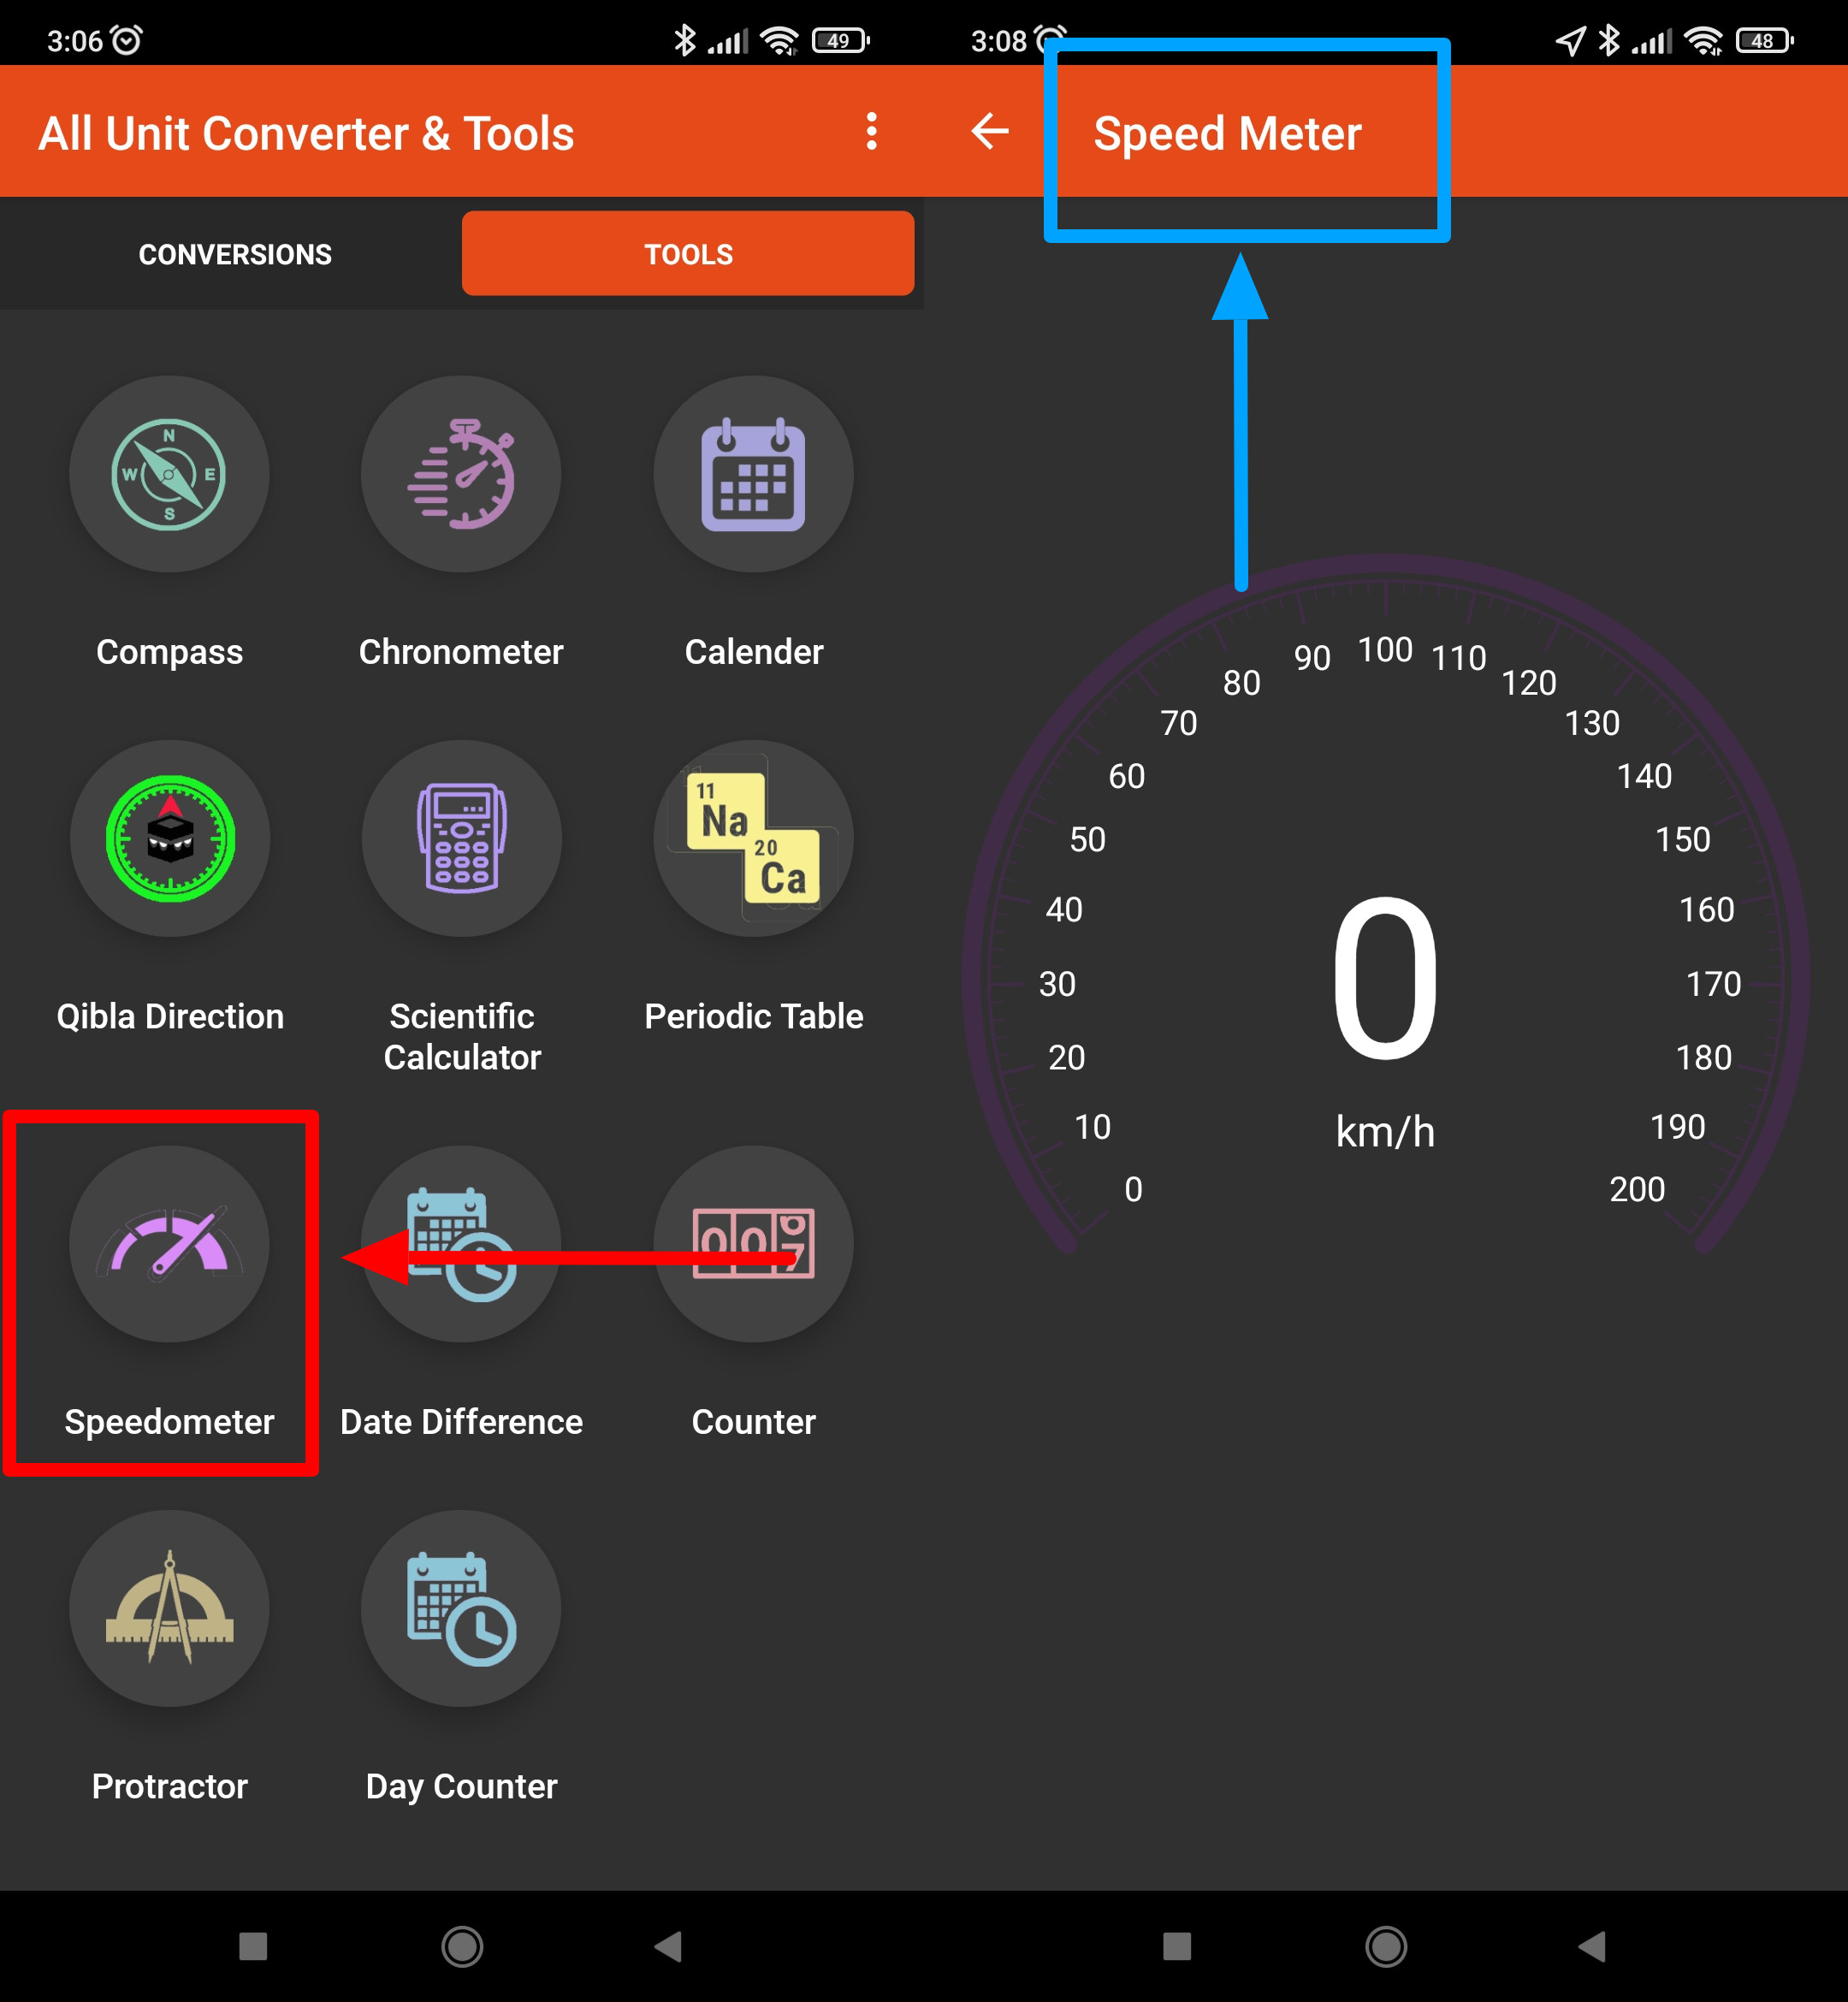 3:06
49
All Unit Converter & Tools
CONVERSIONS
TOOLS
N
W
E
S
Compass
Chronometer
Calender
11
Na
20
Ca
Qibla Direction
Scientific
Calculator
Periodic Table
0 0
7
Speedometer
Date Difference
Counter
Protractor
Day Counter
3:08
48
Speed Meter
0
10
20
30
40
50
60
70
80
90
100
110
120
130
140
150
160
170
180
190
200
0
km/h